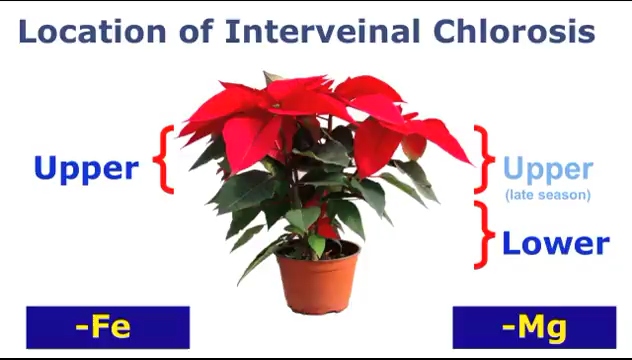 Location of Interveinal Chlorosis
Upper
Upper
(late season)
Lower
-Fe
-Mg